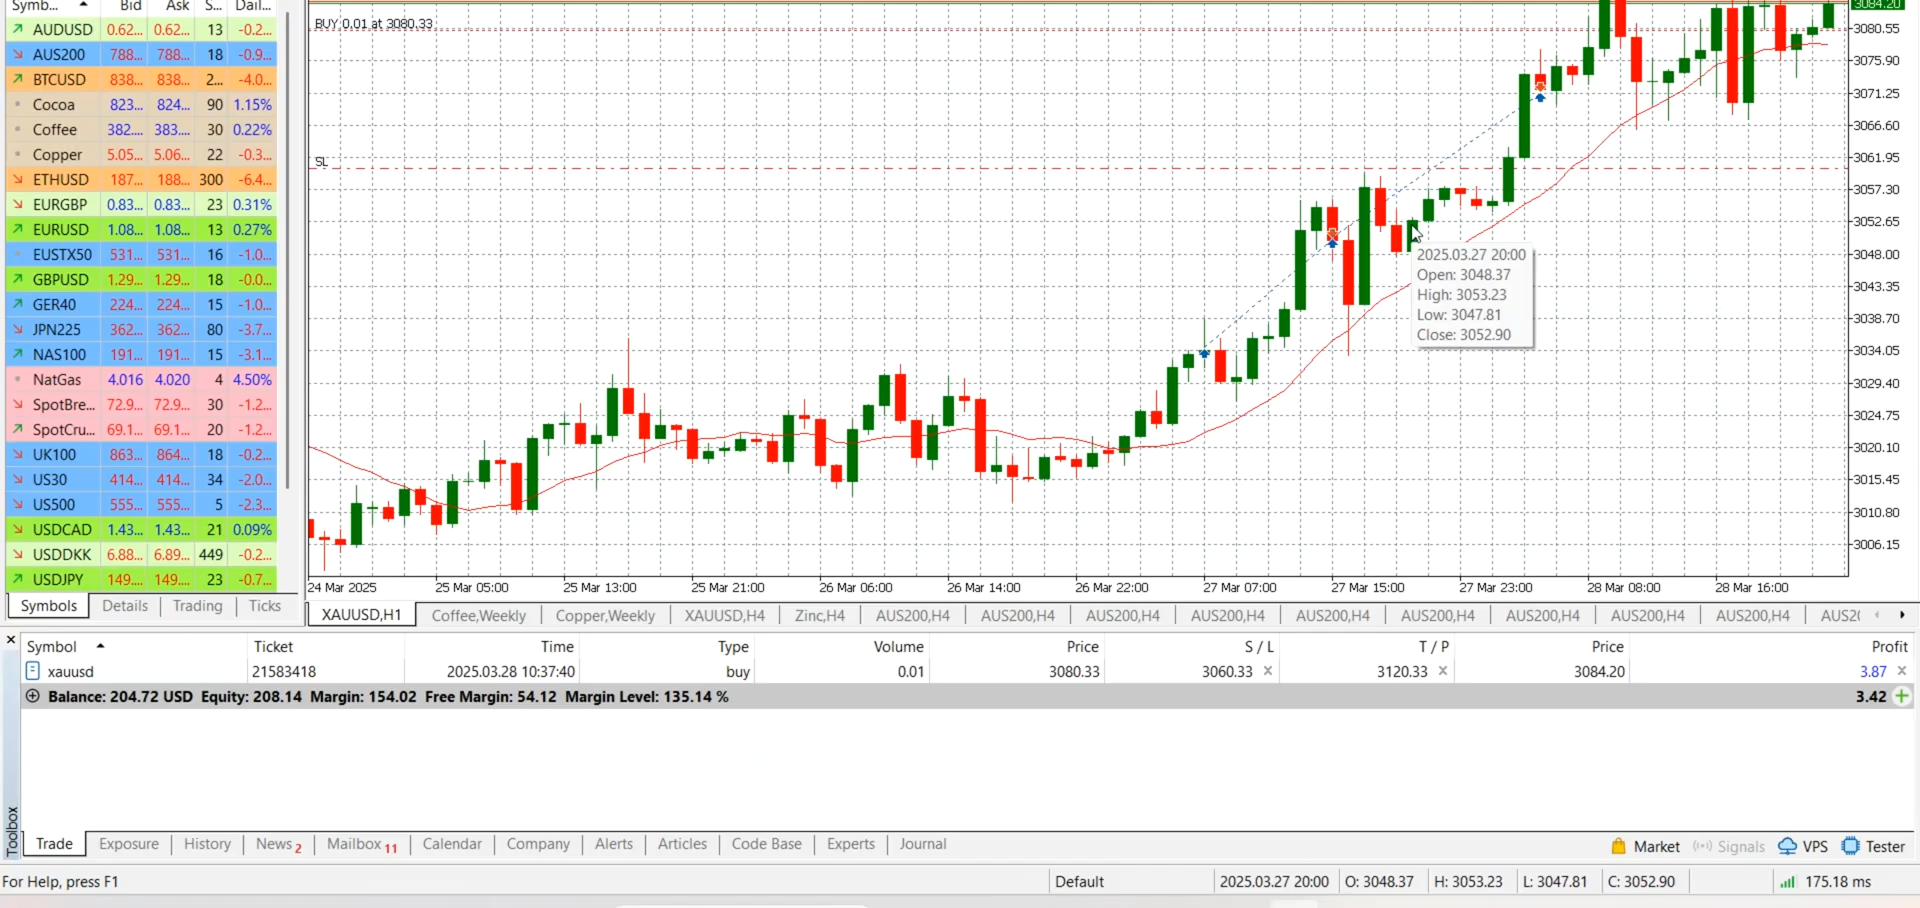 Symb... Bid Ask S... Dail...
AUDUSD 0.62... 0.62... 13 -0.2...
AUS200 788... 788... 18 -0.9...
BTCUSD 838... 838... 2... -4.0...
Cocoa 823... 824... 90 1.15%
Coffee 382.... 383.... 30 0.22%
Copper 5.05... 5.06... 22 -0.3...
ETHUSD 187... 188... 300 -6.4...
EURGBP 0.83... 0.83... 23 0.31%
EURUSD 1.08... 1.08... 13 0.27%
EUSTX50 531... 531... 16 -1.0...
GBPUSD 1.29... 1.29... 18 -0.0...
GER40 224... 224... 15 -1.0...
JPN225 362... 362... 80 -3.7...
NAS100 191... 191... 15 -3.1...
NatGas 4.016 4.020 4 4.50%
SpotBre... 72.9... 72.9... 30 -1.2...
SpotCru... 69.1... 69.1... 20 -1.2...
UK100 863... 864... 18 -0.2...
US30 414... 414... 34 -2.0...
US500 555... 555... 5 -2.3...
USDCAD 1.43... 1.43... 21 0.09%
USDDKK 6.88... 6.89... 449 -0.2...
USDJPY 149.... 149.... 23 -0.7...
Symbols Details Trading Ticks
BUY 0.01 at 3080.33
SL
2025.03.27 20:00
Open: 3048.37
High: 3053.23
Low: 3047.81
Close: 3052.90
3084.20
3080.55
3075.90
3071.25
3066.60
3061.95
3057.30
3052.65
3048.00
3043.35
3038.70
3034.05
3029.40
3024.75
3020.10
3015.45
3010.80
3006.15
24 Mar 2025 25 Mar 05:00 25 Mar 13:00 25 Mar 21:00 26 Mar 06:00 26 Mar 14:00 26 Mar 22:00 27 Mar 07:00 27 Mar 15:00 27 Mar 23:00 28 Mar 08:00 28 Mar 16:00
XAUUSD,H1 Coffee,Weekly Copper,Weekly XAUUSD,H4 Zinc,H4 AUS200,H4 AUS200,H4 AUS200,H4 AUS200,H4 AUS200,H4 AUS200,H4 AUS200,H4 AUS200,H4 AUS200,H4
Symbol Ticket Time Type Volume Price S / L T / P Price Profit
xauusd 21583418 2025.03.28 10:37:40 buy 0.01 3080.33 3060.33 3120.33 3084.20 3.87
Balance: 204.72 USD Equity: 208.14 Margin: 154.02 Free Margin: 54.12 Margin Level: 135.14 % 3.42
Toolbox
Trade Exposure History News 2 Mailbox 11 Calendar Company Alerts Articles Code Base Experts Journal Market Signals VPS Tester
For Help, press F1 Default 2025.03.27 20:00 O: 3048.37 H: 3053.23 L: 3047.81 C: 3052.90 175.18 ms